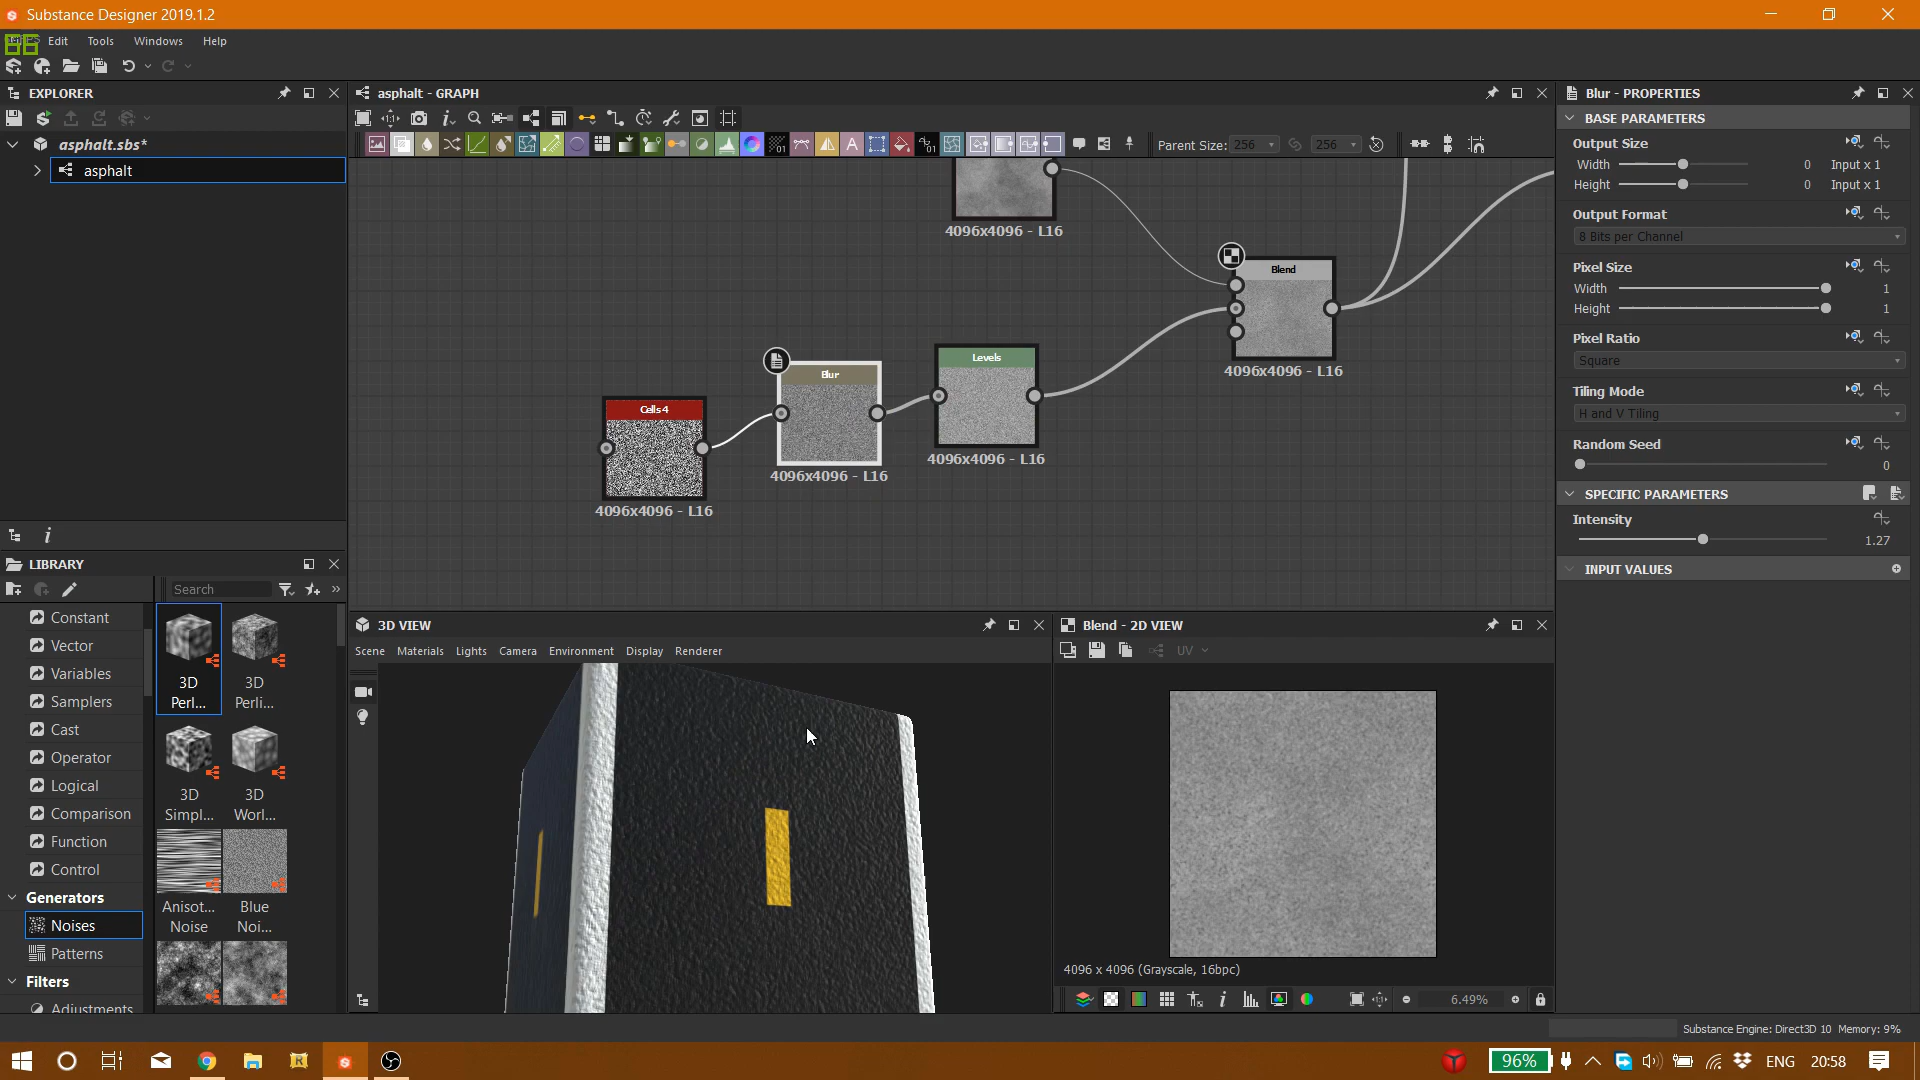 Substance Designer 2019.1.2
Edit Tools Windows Help
EXPLORER
asphalt.sbs*
asphalt
LIBRARY
Search
Constant
Vector
Variables
Samplers
Cast
Operator
Logical
Comparison
Function
Control
Generators
Noises
Patterns
Filters
Adjustments
3D
Perl...
3D
Perli...
3D
Simpl...
3D
Worl...
Anisot...
Noise
Blue
Noi...
asphalt - GRAPH
Parent Size: 256 256
4096x4096 - L16
Blend
4096x4096 - L16
Levels
4096x4096 - L16
Blur
4096x4096 - L16
Cells 4
4096x4096 - L16
3D VIEW
Scene Materials Lights Camera Environment Display Renderer
Blend - 2D VIEW
UV
4096 x 4096 (Grayscale, 16bpc)
6.49%
Blur - PROPERTIES
BASE PARAMETERS
Output Size
Width 0 Input x 1
Height 0 Input x 1
Output Format
8 Bits per Channel
Pixel Size
Width 1
Height 1
Pixel Ratio
Square
Tiling Mode
H and V Tiling
Random Seed
0
SPECIFIC PARAMETERS
Intensity
1.27
INPUT VALUES
Substance Engine: Direct3D 10 Memory: 9%
96%
ENG
20:58